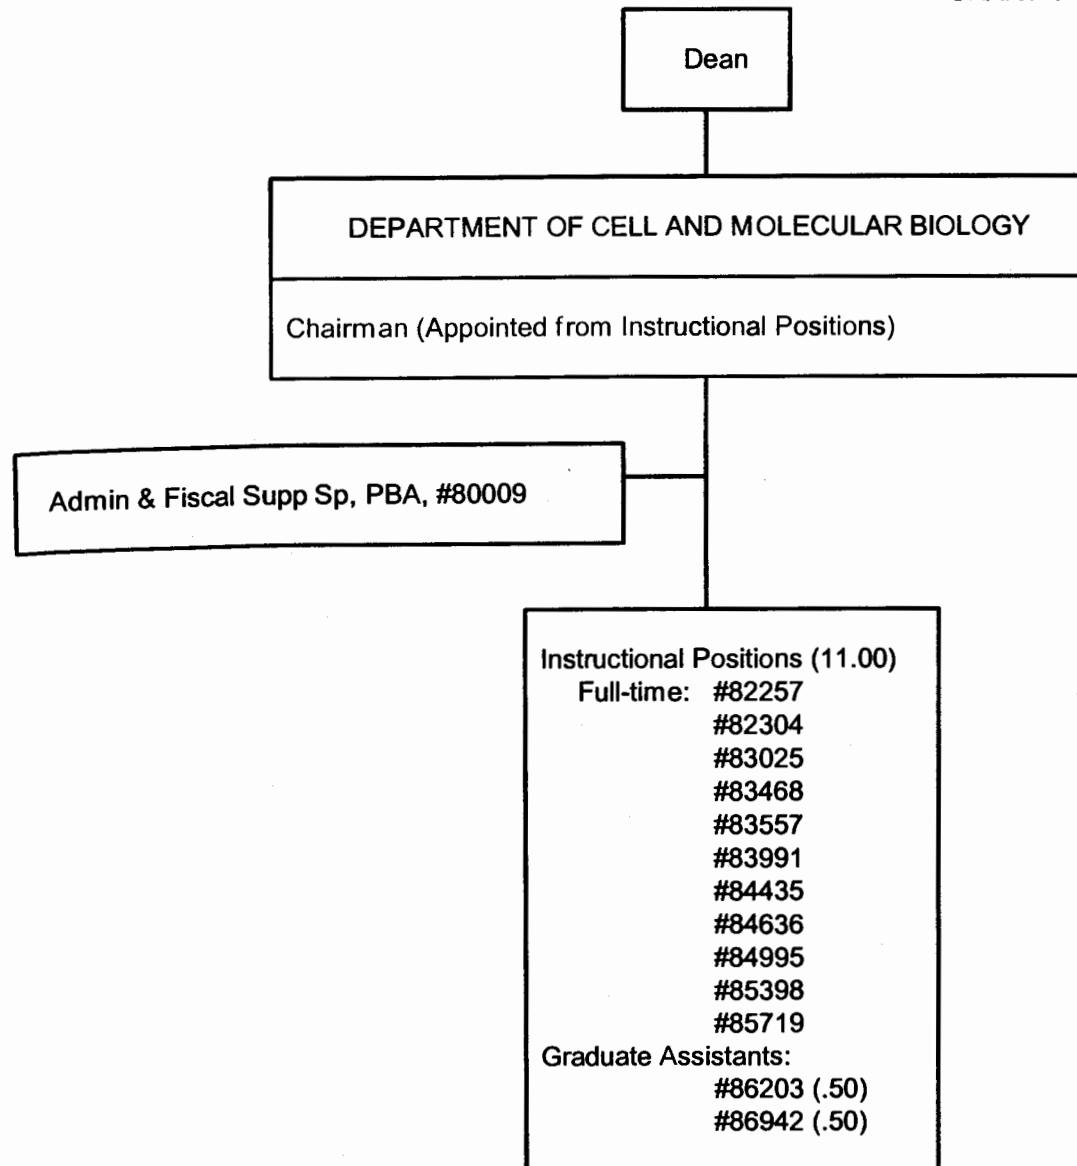 Dean
DEPARTMENT OF CELL AND MOLECULAR BIOLOGY
Chairman (Appointed from Instructional Positions)
Admin & Fiscal Supp Sp, PBA, #80009
Instructional Positions (11.00)
Full-time: #82257
#82304
#83025
#83468
#83557
#83991
#84435
#84636
#84995
#85398
#85719
Graduate Assistants:
#86203 (.50)
#86942 (.50)